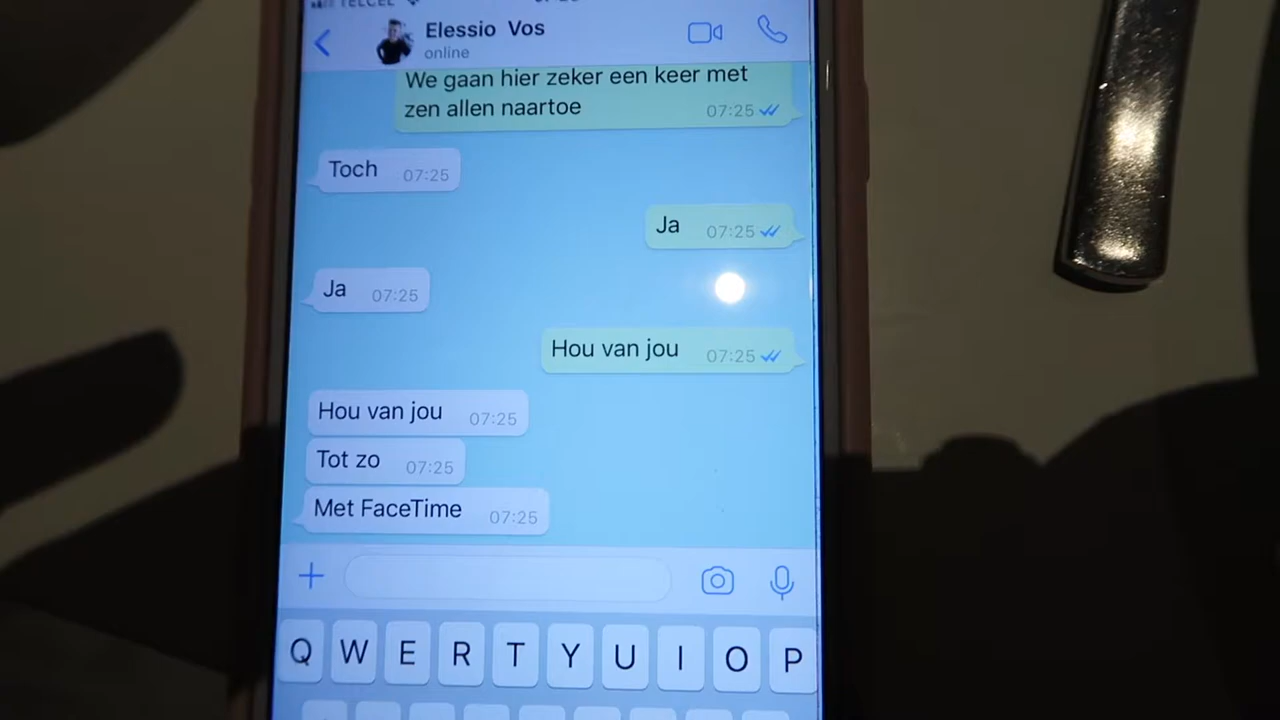 TELCEL
Elessio Vos
online
We gaan hier zeker een keer met
zen allen naartoe
07:25
Toch 07:25
Ja 07:25
Ja 07:25
Hou van jou 07:25
Hou van jou 07:25
Tot zo 07:25
Met FaceTime 07:25
Q W E R T Y U I O P